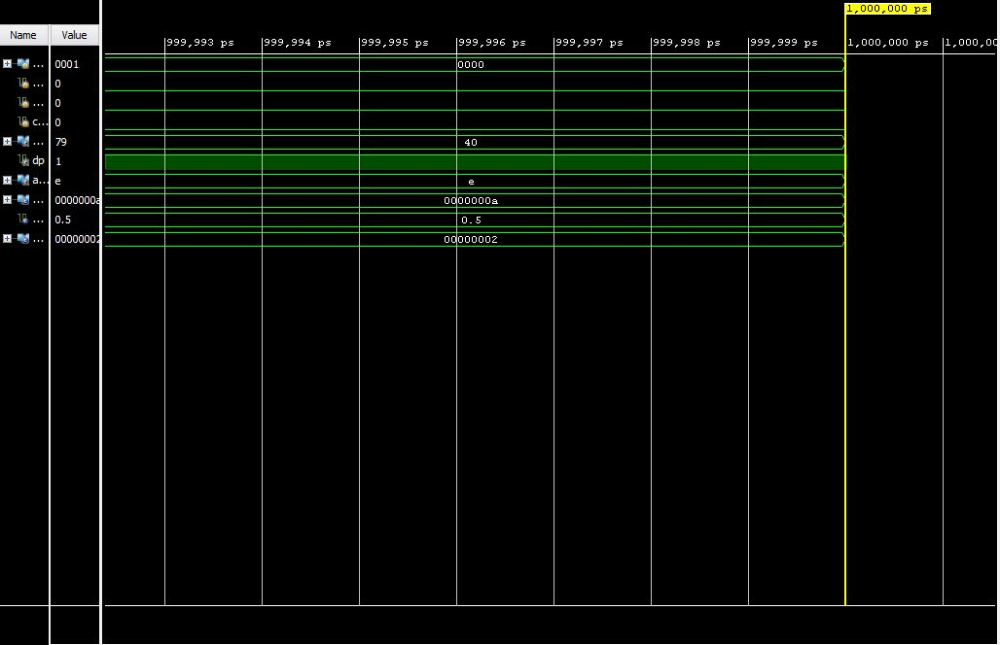 1,000,000 ps
Name Value
999,993 ps 999,994 ps 999,995 ps 999,996 ps 999,997 ps 999,998 ps 999,999 ps 1,000,000 ps 1,000,00
... 0001 0000
... 0
... 0
c... 0
... 79 40
dp 1
a... e e
... 0000000a 0000000a
... 0.5 0.5
... 00000002 00000002